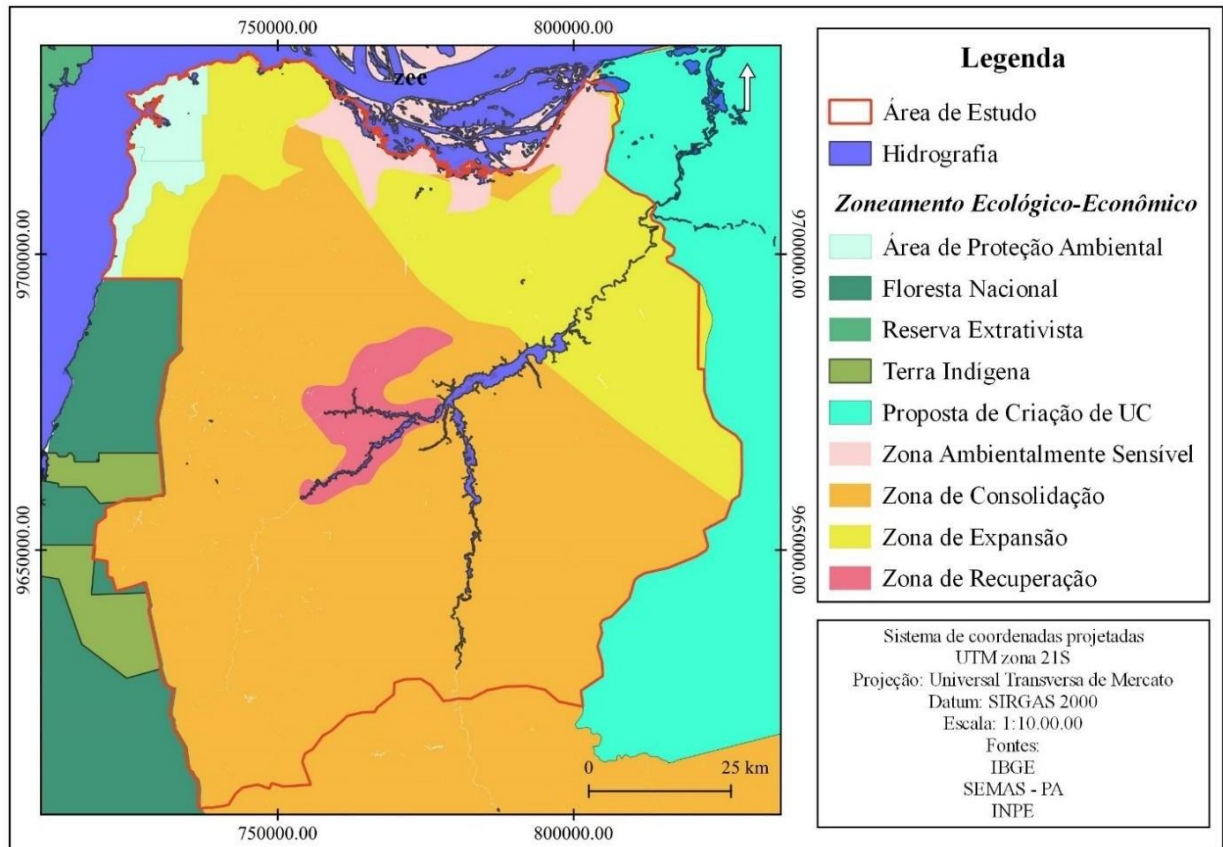 750000.00
800000.00
zee
9700000.00
9650000.00
9700000.00
9650000.00
0
25 km
750000.00
800000.00
Legenda
Área de Estudo
Hidrografia
Zoneamento Ecológico-Econômico
Área de Proteção Ambiental
Floresta Nacional
Reserva Extrativista
Terra Indígena
Proposta de Criação de UC
Zona Ambientalmente Sensível
Zona de Consolidação
Zona de Expansão
Zona de Recuperação
Sistema de coordenadas projetadas
UTM zona 21S
Projeção: Universal Transversa de Mercato
Datum: SIRGAS 2000
Escala: 1:10.00.00
Fontes:
IBGE
SEMAS - PA
INPE